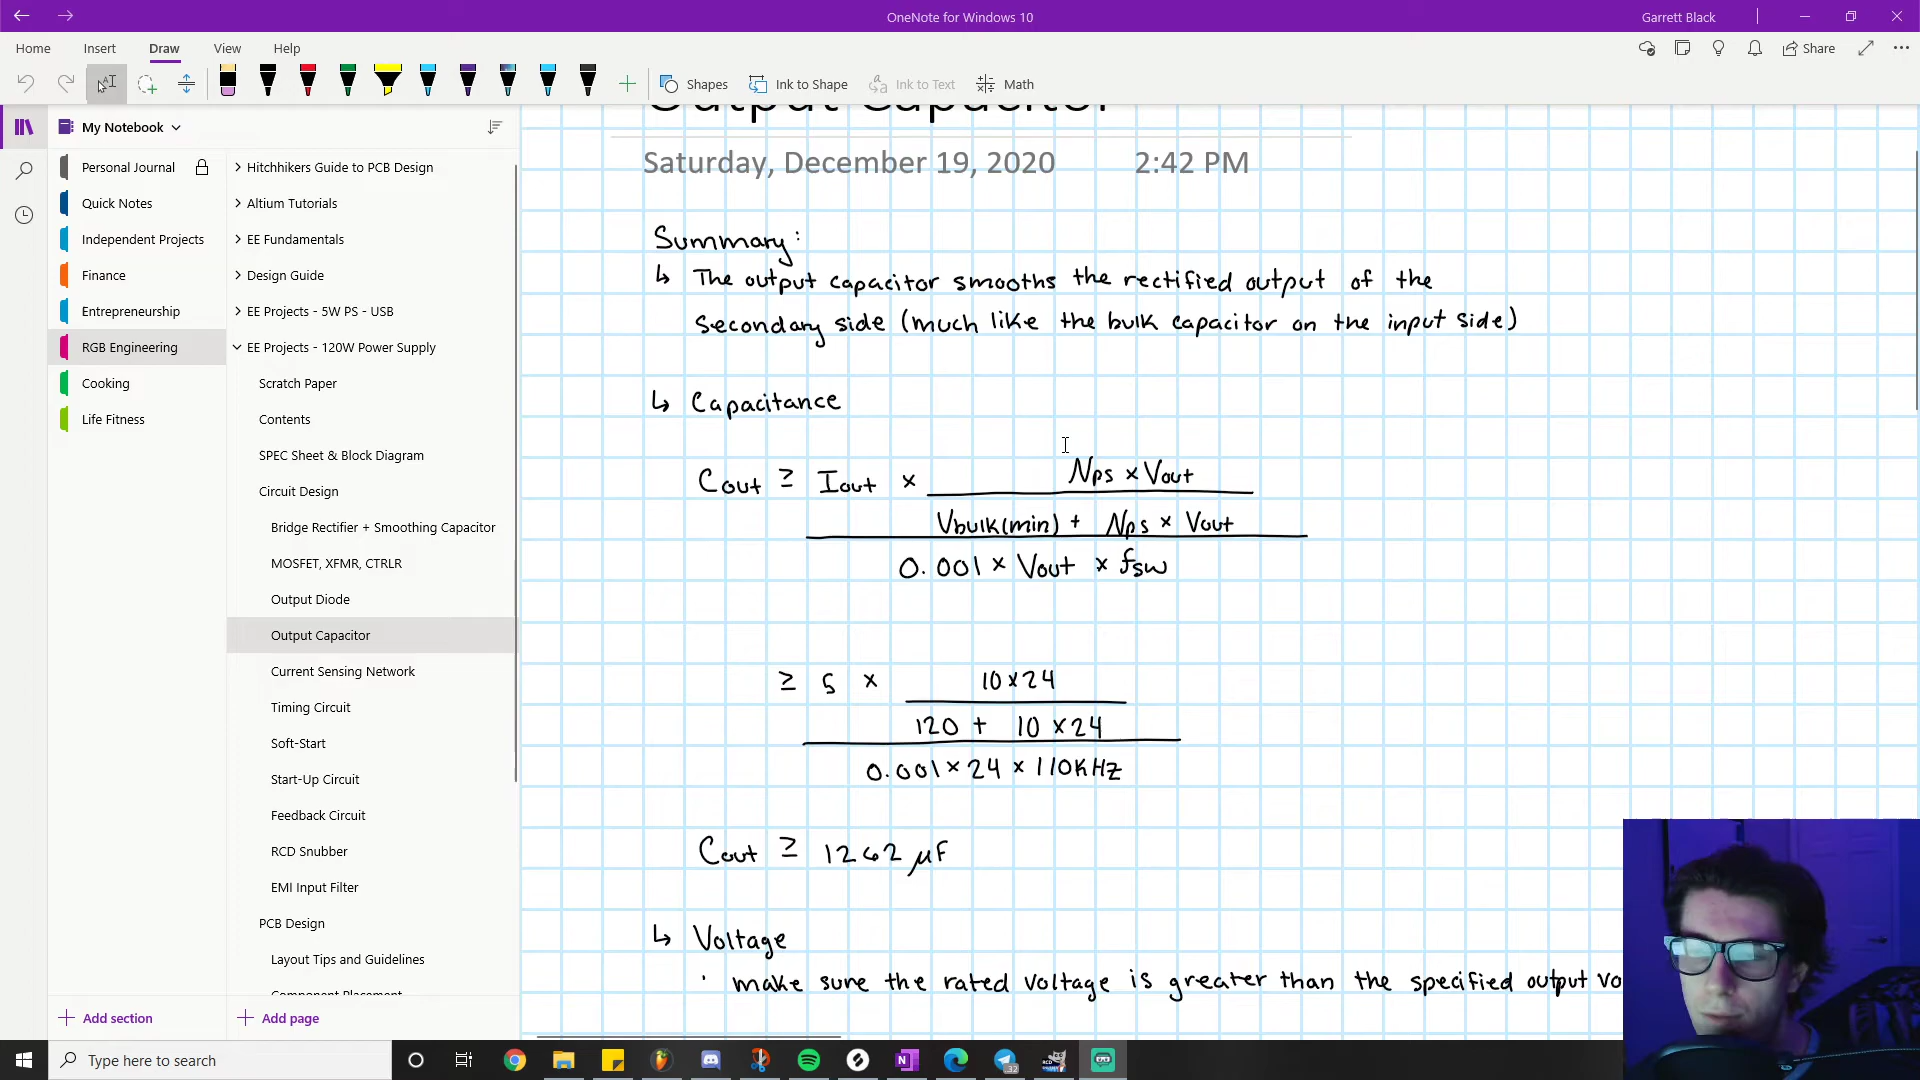 OneNote for Windows 10
Garrett Black
Home Insert Draw View Help
Share
Shapes
Ink to Shape
Ink to Text
Math
My Notebook
Personal Journal
Quick Notes
Independent Projects
Finance
Entrepreneurship
RGB Engineering
Cooking
Life Fitness
Hitchhikers Guide to PCB Design
Altium Tutorials
EE Fundamentals
Design Guide
EE Projects - 5W PS - USB
EE Projects - 120W Power Supply
Scratch Paper
Contents
SPEC Sheet & Block Diagram
Circuit Design
Bridge Rectifier + Smoothing Capacitor
MOSFET, XFMR, CTRLR
Output Diode
Output Capacitor
Current Sensing Network
Timing Circuit
Soft-Start
Start-Up Circuit
Feedback Circuit
RCD Snubber
EMI Input Filter
PCB Design
Layout Tips and Guidelines
Component Placement
Add section
Add page
Output Capacitor
Saturday, December 19, 2020 2:42 PM
Summary:
↳ The output capacitor smooths the rectified output of the
secondary side (much like the bulk capacitor on the input side)
↳ Capacitance
Cout ≥ Iout × Nps × Vout
Vbulk(min) + Nps × Vout
0.001 × Vout × fsw
≥ 5 × 10×24
120 + 10 ×24
0.001 × 24 × 110KHz
Cout ≥ 1262 μF
↳ Voltage
· make sure the rated voltage is greater than the specified output vo
Type here to search
32